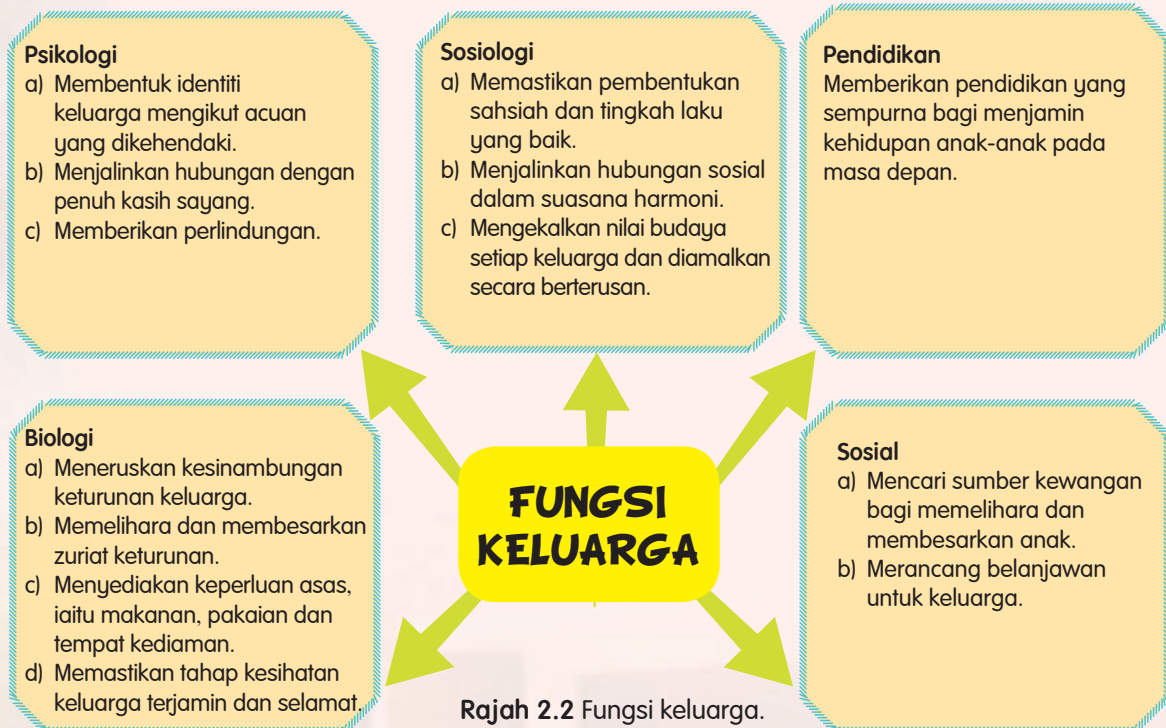 Psikologi
a) Membentuk identiti
keluarga mengikut acuan
yang dikehendaki.
b) Menjalinkan hubungan dengan
penuh kasih sayang.
c) Memberikan perlindungan.
Sosiologi
a) Memastikan pembentukan
sahsiah dan tingkah laku
yang baik.
b) Menjalinkan hubungan sosial
dalam suasana harmoni.
c) Mengekalkan nilai budaya
setiap keluarga dan diamalkan
secara berterusan.
Pendidikan
Memberikan pendidikan yang
sempurna bagi menjamin
kehidupan anak-anak pada
masa depan.
Biologi
a) Meneruskan kesinambungan
keturunan keluarga.
b) Memelihara dan membesarkan
zuriat keturunan.
c) Menyediakan keperluan asas,
iaitu makanan, pakaian dan
tempat kediaman.
d) Memastikan tahap kesihatan
keluarga terjamin dan selamat.
FUNGSI
KELUARGA
Sosial
a) Mencari sumber kewangan
bagi memelihara dan
membesarkan anak.
b) Merancang belanjawan
untuk keluarga.
Rajah 2.2 Fungsi keluarga.